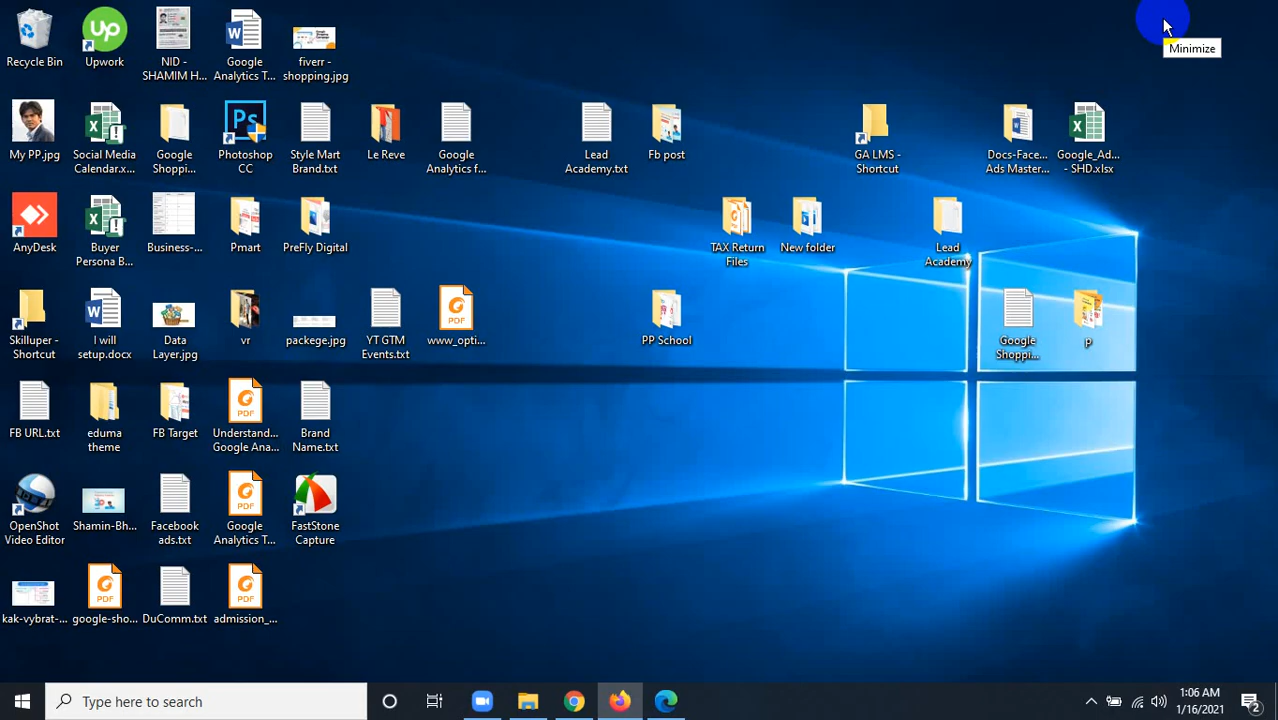 Minimize
Recycle Bin
Upwork
NID -
SHAMIM H...
Google
Analytics T...
fiverr -
shopping.jpg
My PP.jpg
Social Media
Calendar.x...
Google
Shoppi...
Photoshop
CC
Style Mart
Brand.txt
Le Reve
Google
Analytics f...
Lead
Academy.txt
Fb post
GA LMS -
Shortcut
Docs-Face...
Ads Master...
Google_Ad...
- SHD.xlsx
AnyDesk
Buyer
Persona B...
Business-...
Pmart
PreFly Digital
TAX Return
Files
New folder
Lead
Academy
Skilluper -
Shortcut
I will
setup.docx
Data
Layer.jpg
vr
packege.jpg
YT GTM
Events.txt
www_opti...
PP School
Google
Shoppi...
p
FB URL.txt
eduma
theme
FB Target
Understand...
Google Ana...
Brand
Name.txt
OpenShot
Video Editor
Shamin-Bh...
Facebook
ads.txt
Google
Analytics T...
FastStone
Capture
kak-vybrat-...
google-sho...
DuComm.txt
admission_...
Type here to search
1:06 AM
1/16/2021
2